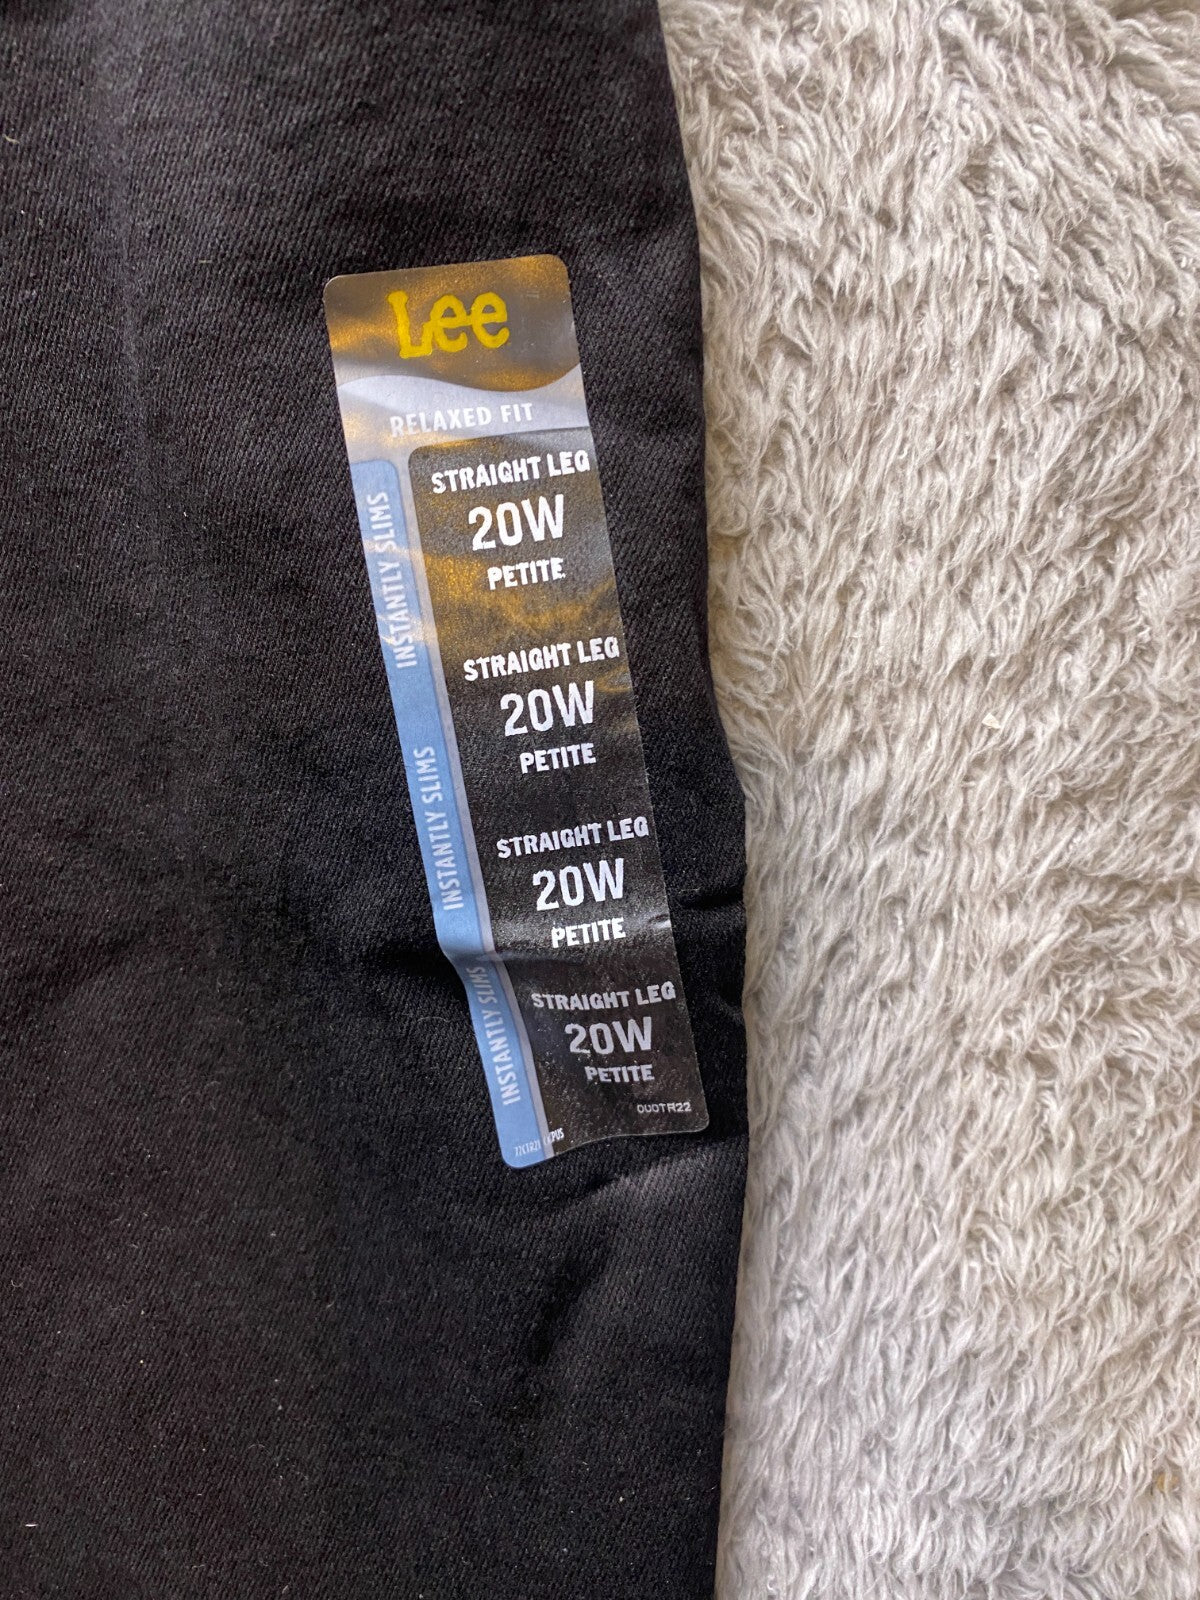 Lee
RELAXED FIT
STRAIGHT LEG
20W
PETITE
STRAIGHT LEG
20W
PETITE
STRAIGHT LEG
20W
PETITE
STRAIGHT LEG
20W
PETITE
INSTANTLY SLIMS
INSTANTLY SLIMS
INSTANTLY SLIMS